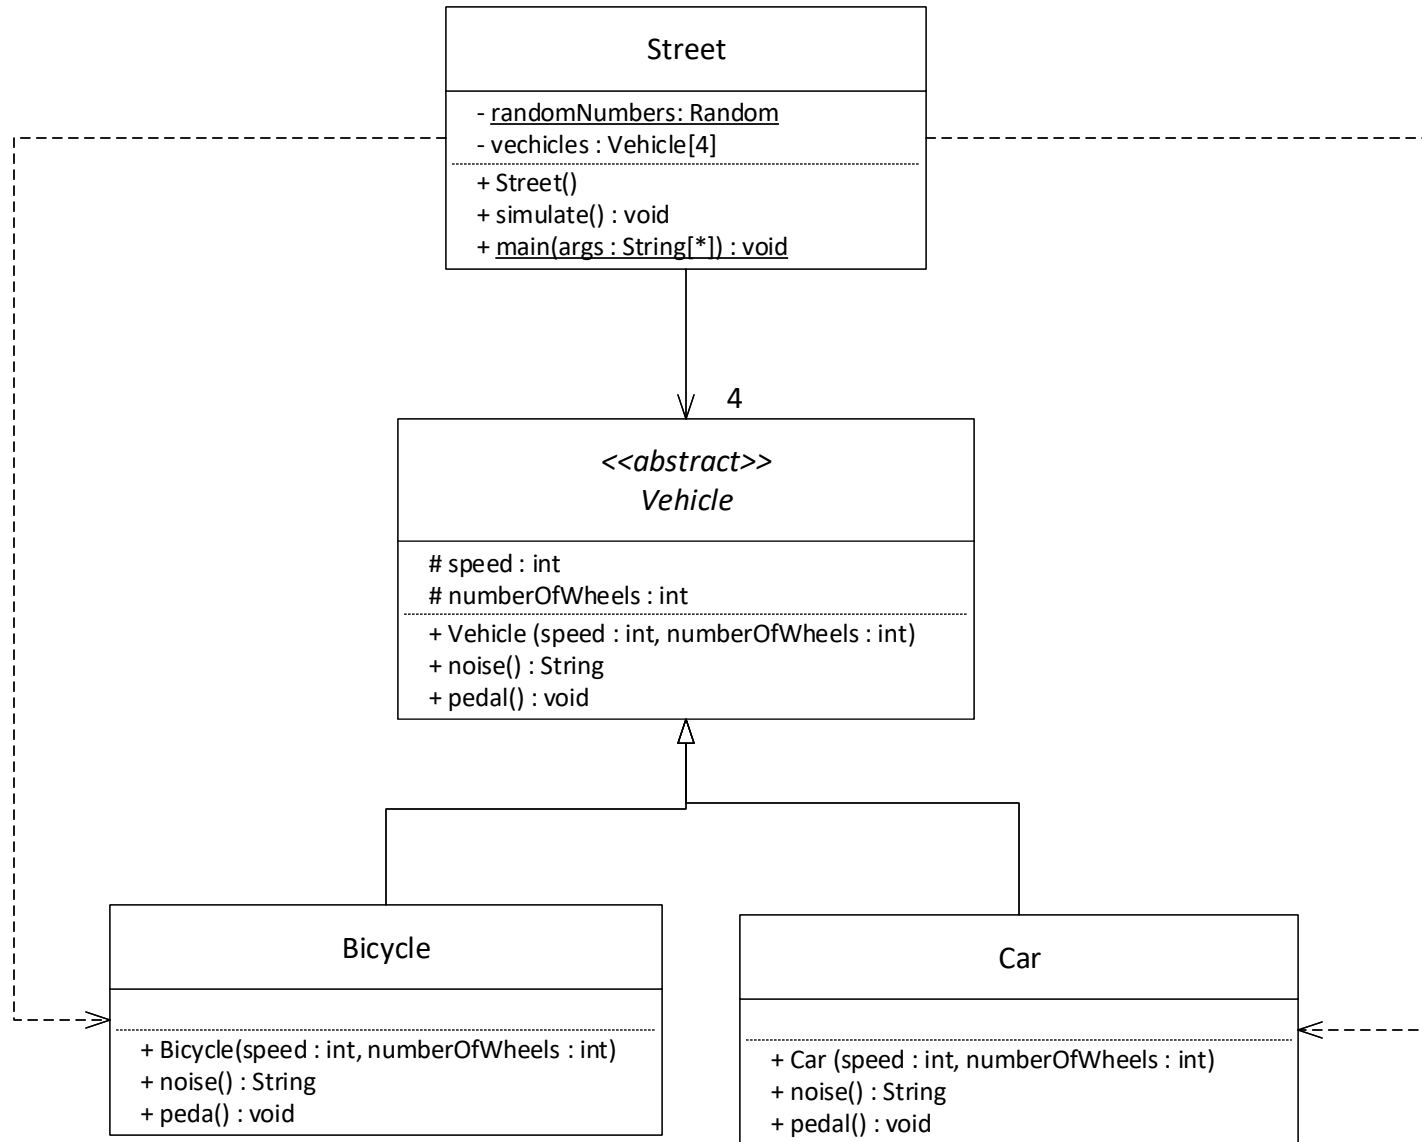 Street
- randomNumbers: Random
- vechicles : Vehicle[4]
+ Street()
+ simulate() : void
+ main(args : String[*]) : void
4
<<abstract>>
Vehicle
# speed : int
# numberOfWheels : int
+ Vehicle (speed : int, numberOfWheels : int)
+ noise() : String
+ pedal() : void
Bicycle
+ Bicycle(speed : int, numberOfWheels : int)
+ noise() : String
+ peda() : void
Car
+ Car (speed : int, numberOfWheels : int)
+ noise() : String
+ pedal() : void